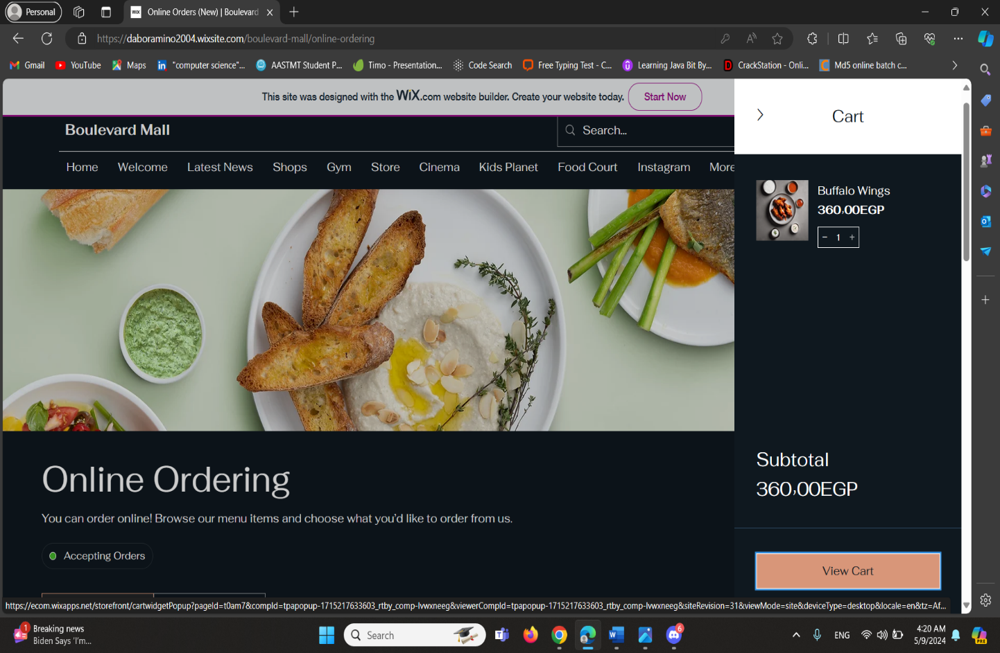 Personal
Online Orders (New) | Boulevard
https://daboramino2004.wixsite.com/boulevard-mall/online-ordering
Gmail
YouTube
Maps
"computer science"...
AASTMT Student P...
Timo - Presentation...
Code Search
Free Typing Test - C...
Learning Java Bit By...
CrackStation - Onli...
Md5 online batch c...
This site was designed with the WiX.com website builder. Create your website today.
Start Now
Boulevard Mall
Search...
Home
Welcome
Latest News
Shops
Gym
Store
Cinema
Kids Planet
Food Court
Instagram
More
Cart
Buffalo Wings
360٫00EGP
- 1 +
Subtotal
360٫00EGP
View Cart
Online Ordering
You can order online! Browse our menu items and choose what you'd like to order from us.
Accepting Orders
https://ecom.wixapps.net/storefront/cartwidgetPopup?pageId=t0am7&compId=tpapopup-1715217633603_rtby_comp-lvwxneeg&viewerCompId=tpapopup-1715217633603_rtby_comp-lvwxneeg&siteRevision=31&viewMode=site&deviceType=desktop&locale=en&tz=Af...
1
Breaking news
Biden Says 'I'm...
Search
6
ENG
4:20 AM
5/9/2024
PRE